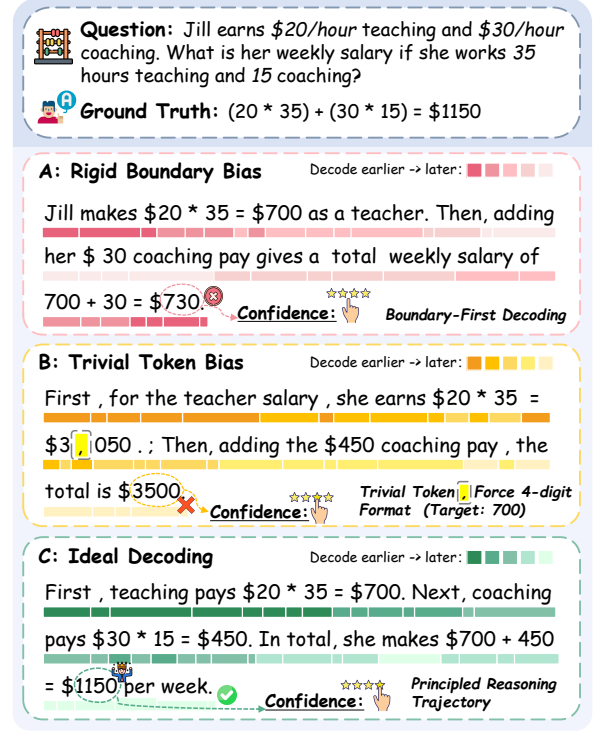 Question: Jill earns $20/hour teaching and $30/hour
coaching. What is her weekly salary if she works 35
hours teaching and 15 coaching?
A
Ground Truth: (20 * 35) + (30 * 15) = $1150
A: Rigid Boundary Bias
Decode earlier -> later:
Jill makes $20 * 35 = $700 as a teacher. Then, adding
her $ 30 coaching pay gives a total weekly salary of
700 + 30 = $730.
Confidence:
Boundary-First Decoding
B: Trivial Token Bias
Decode earlier -> later:
First , for the teacher salary , she earns $20 * 35 =
$3 , 050 . ; Then, adding the $450 coaching pay , the
total is $3500.
Confidence:
Trivial Token , Force 4-digit
Format (Target: 700)
C: Ideal Decoding
Decode earlier -> later:
First , teaching pays $20 * 35 = $700. Next, coaching
pays $30 * 15 = $450. In total, she makes $700 + 450
= $1150 per week.
Confidence:
Principled Reasoning
Trajectory